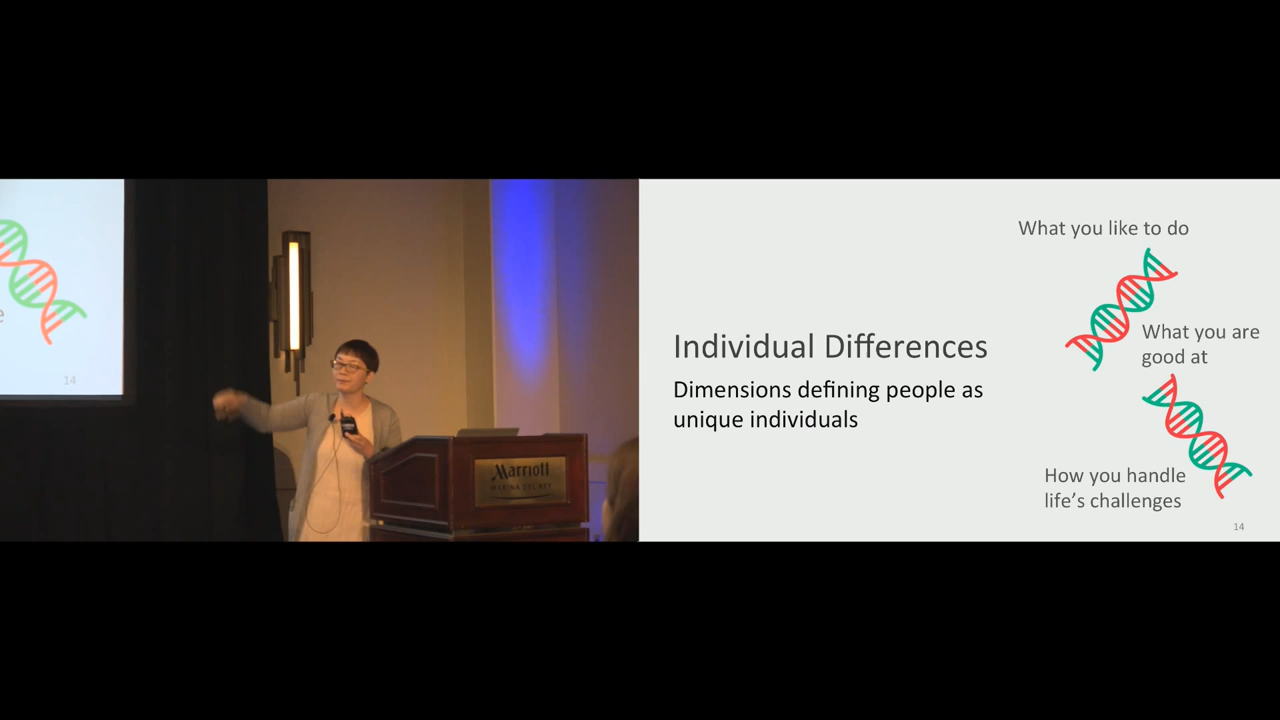 e
14
Marriott
MARINA DEL REY
What you like to do
Individual Differences
Dimensions defining people as
unique individuals
What you are
good at
How you handle
life's challenges
14